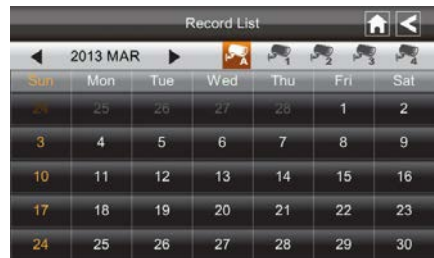 Record List
2013 MAR A 1 2 3 4
Sun Mon Tue Wed Thu Fri Sat
24 25 26 27 28 1 2
3 4 5 6 7 8 9
10 11 12 13 14 15 16
17 18 19 20 21 22 23
24 25 26 27 28 29 30